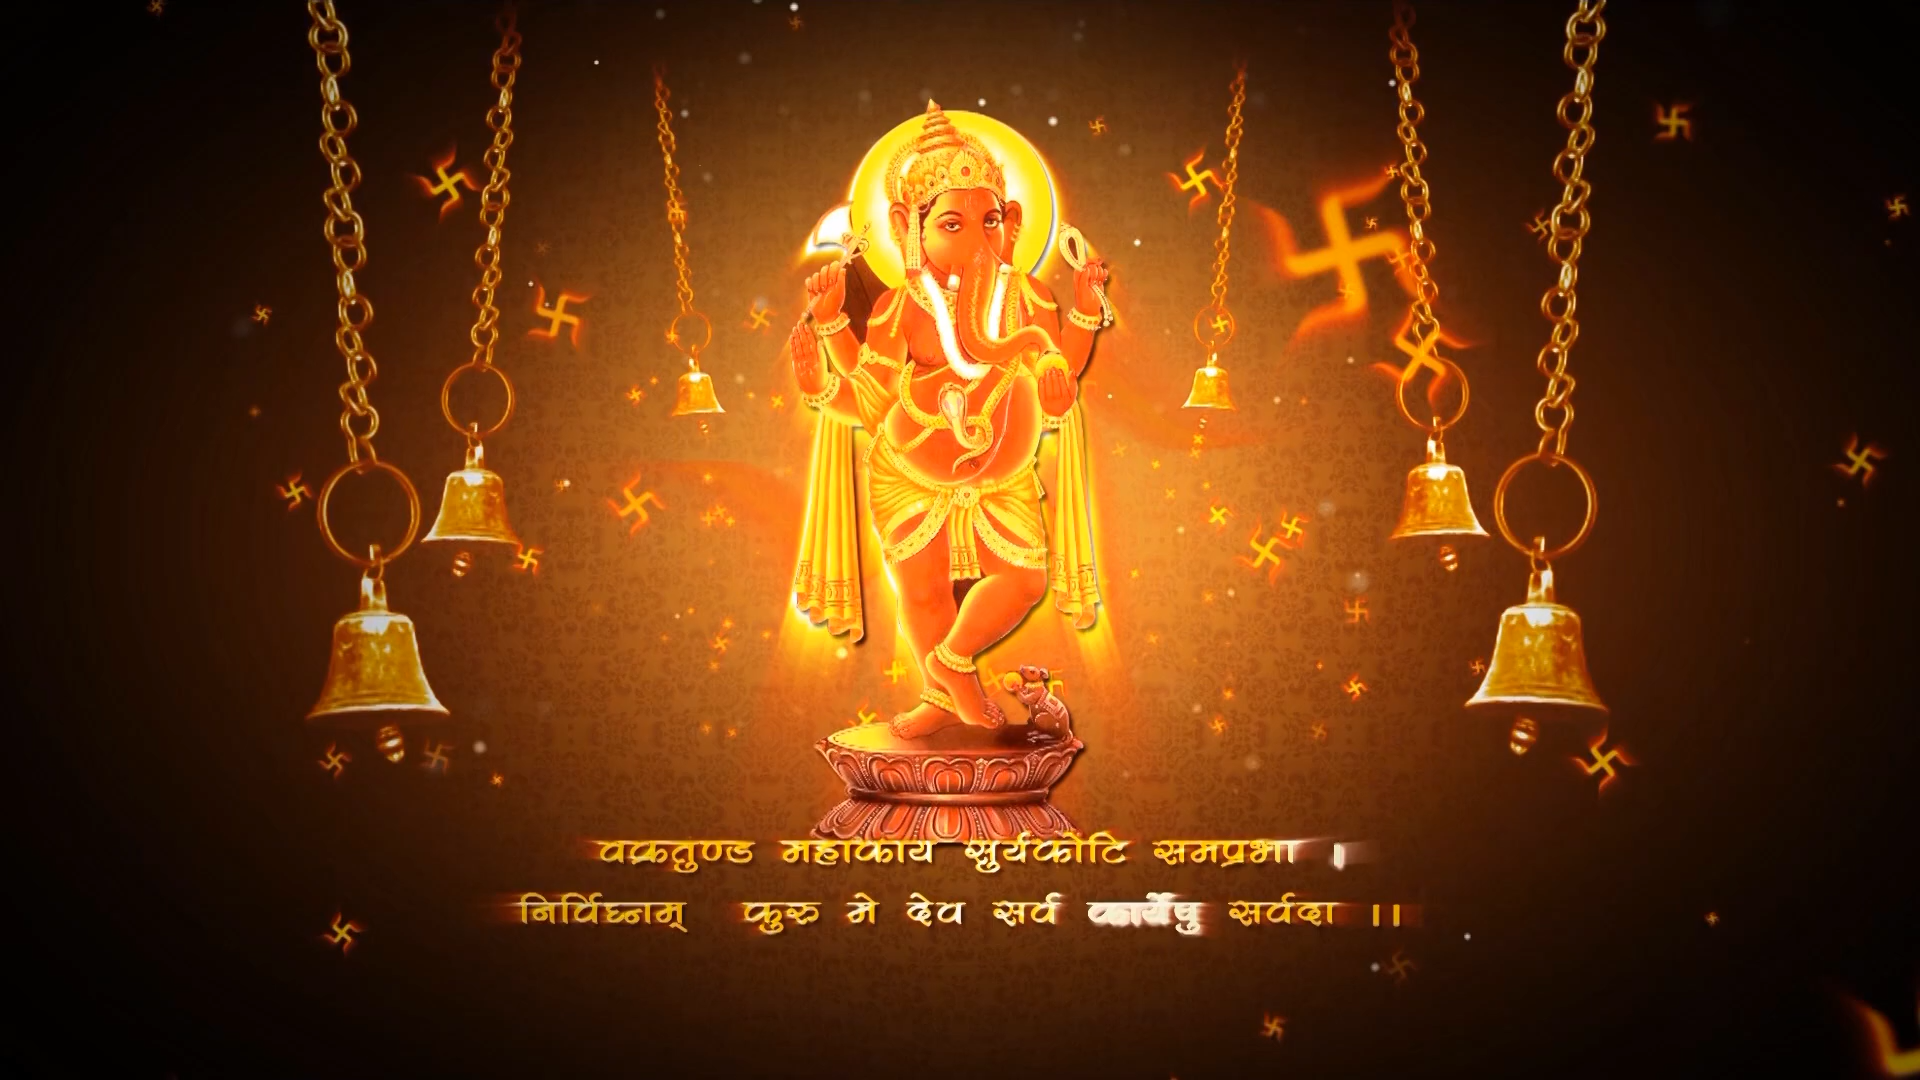 वक्रतुण्ड महाकाय सुर्यकोटि समप्रभा ।
निर्विघ्नम् कुरु मे देव सर्व कार्येषु सर्वदा ।।